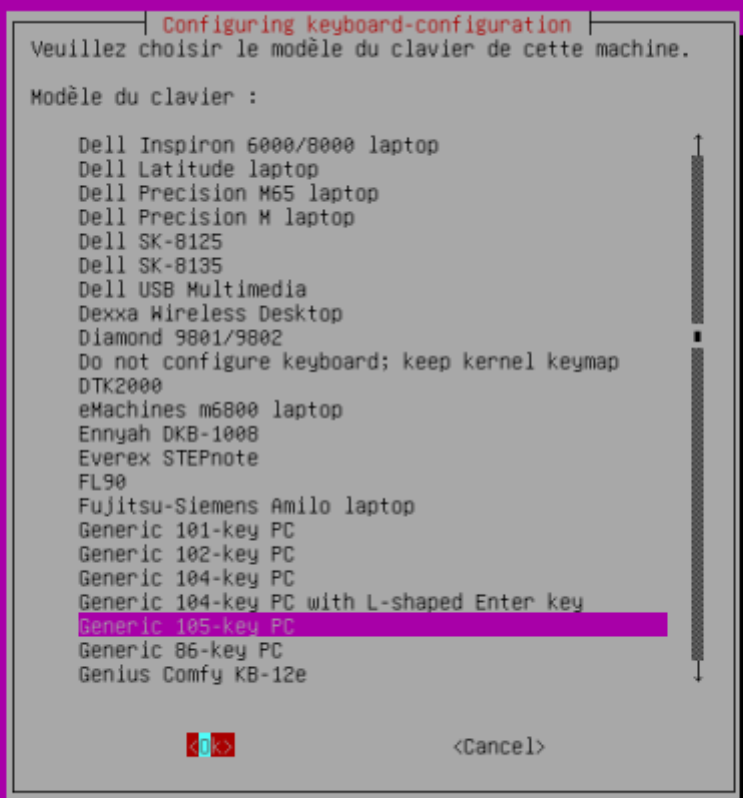 Configuring keyboard-configuration
Veuillez choisir le modèle du clavier de cette machine.
Modèle du clavier :
Dell Inspiron 6000/8000 laptop
Dell Latitude laptop
Dell Precision M65 laptop
Dell Precision M laptop
Dell SK-8125
Dell SK-8135
Dell USB Multimedia
Dexxa Wireless Desktop
Diamond 9801/9802
Do not configure keyboard; keep kernel keymap
DTK2000
eMachines m6800 laptop
Ennyah DKB-1008
Everex STEPnote
FL90
Fujitsu-Siemens Amilo laptop
Generic 101-key PC
Generic 102-key PC
Generic 104-key PC
Generic 104-key PC with L-shaped Enter key
Generic 105-key PC
Generic 86-key PC
Genius Comfy KB-12e
<Ok> <Cancel>